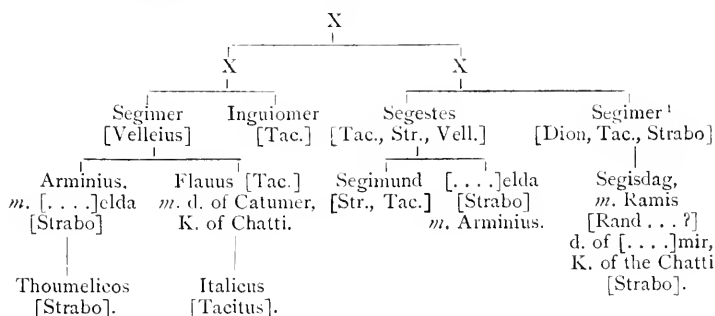 X
X X
Segimer Inguiomer Segestes Segimer ¹
[Velleius] [Tac.] [Tac., Str., Vell.] [Dion, Tac., Strabo]
Arminius, Flauus [Tac.] Segimund [....]elda Segisdag,
m. [....]elda m. d. of Catumer, [Str., Tac.] [Strabo] m. Ramis
[Strabo] K. of Chatti. m. Arminius. [Rand...?]
d. of [....]mir,
Thoumelicos Italicus K. of the Chatti
[Strabo]. [Tacitus]. [Strabo].